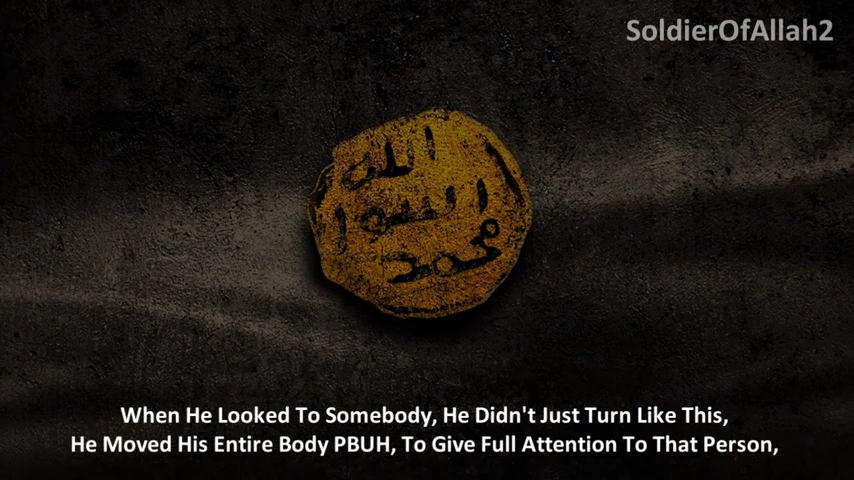 SoldierOfAllah2
الله
رسول
محمد
When He Looked To Somebody, He Didn't Just Turn Like This,
He Moved His Entire Body PBUH, To Give Full Attention To That Person,